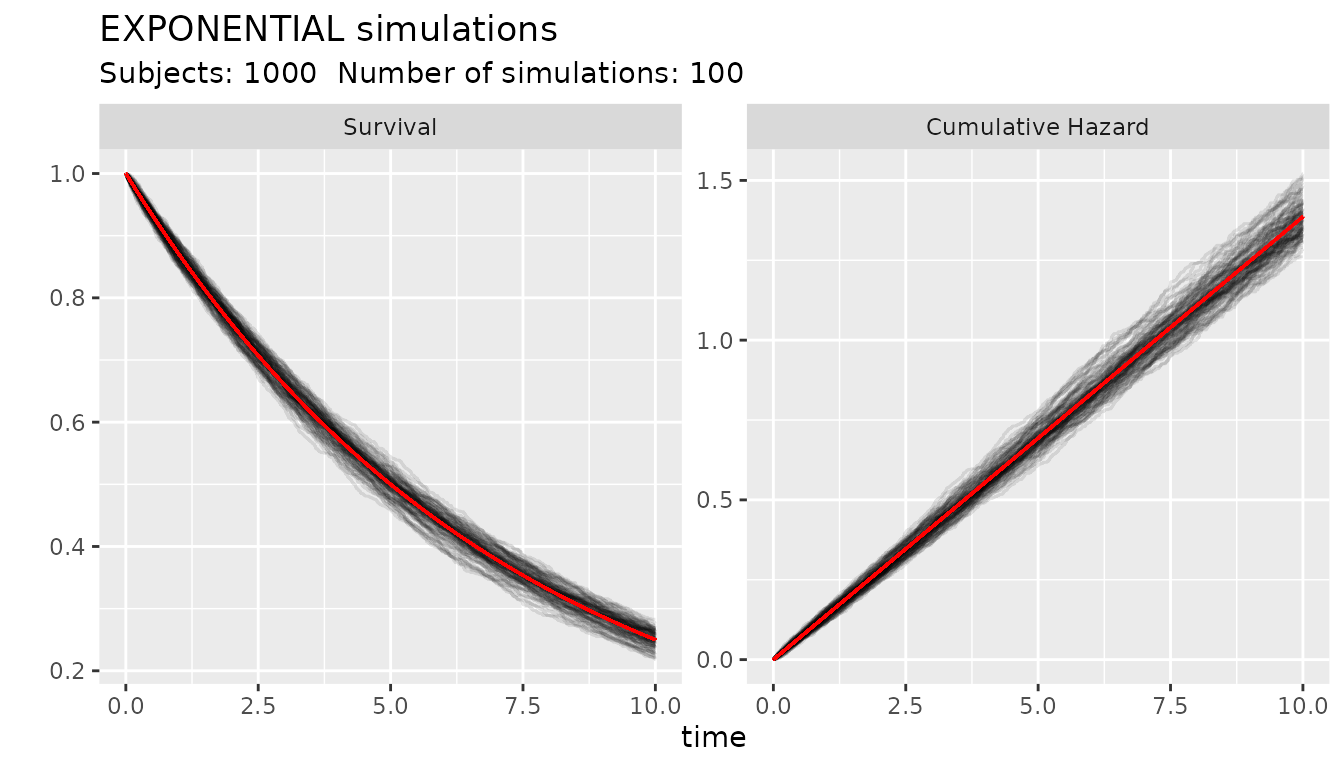 EXPONENTIAL simulations
Subjects: 1000  Number of simulations: 100
Survival
1.0
0.8
0.6
0.4
0.2
0.0 2.5 5.0 7.5 10.0
Cumulative Hazard
1.5
1.0
0.5
0.0
0.0 2.5 5.0 7.5 10.0
time